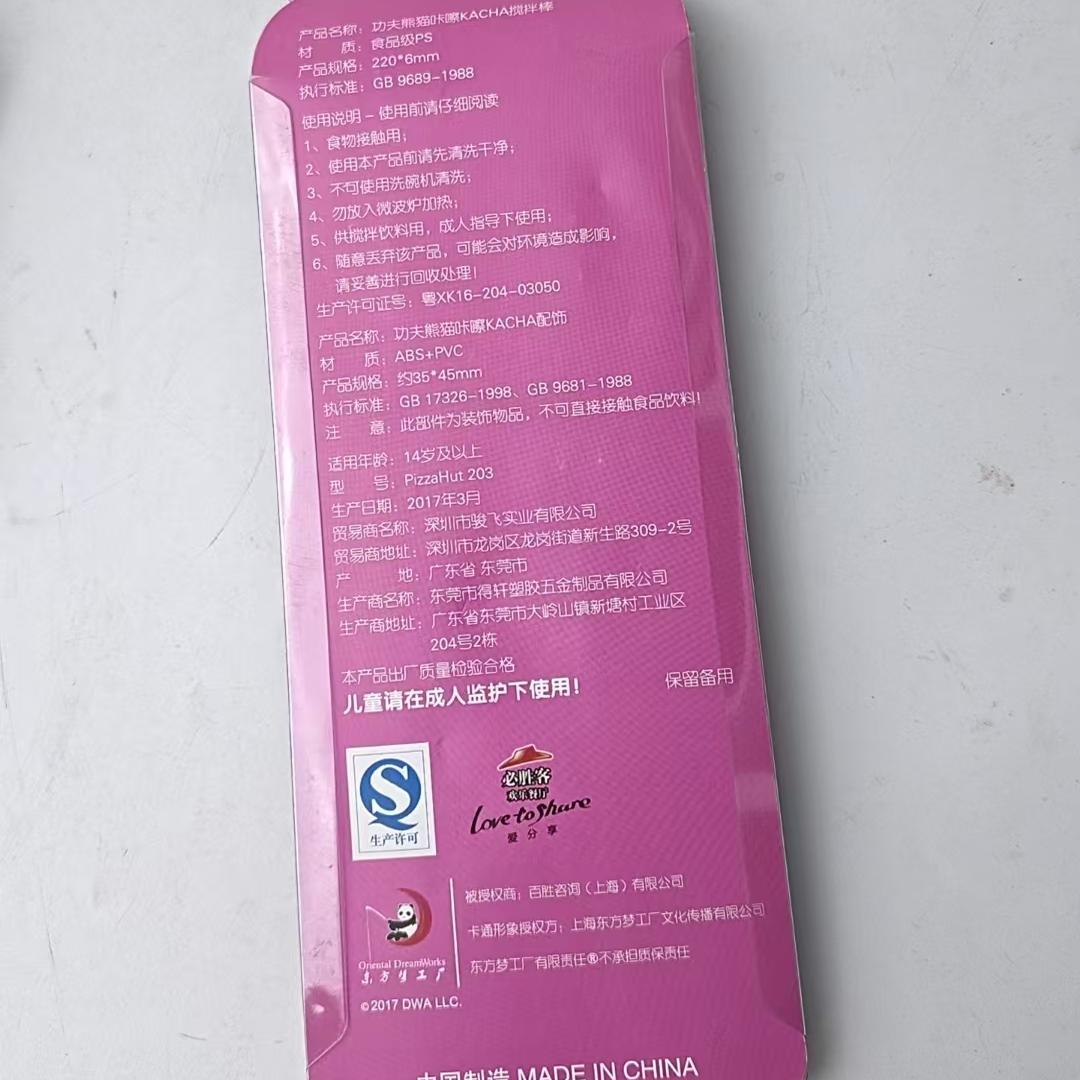 产品名称：功夫熊猫咔嚓KACHA搅拌棒
材 质：食品级PS
产品规格：220*6mm
执行标准：GB 9689-1988
使用说明 - 使用前请仔细阅读
1、食物接触用；
2、使用本产品前请先清洗干净；
3、不可使用洗碗机清洗；
4、勿放入微波炉加热；
5、供搅拌饮料用，成人指导下使用；
6、随意丢弃该产品，可能会对环境造成影响，
请妥善进行回收处理！
生产许可证号：粤XK16-204-03050
产品名称：功夫熊猫咔嚓KACHA配饰
材 质：ABS+PVC
产品规格：约35*45mm
执行标准：GB 17326-1998、GB 9681-1988
注 意：此部件为装饰物品，不可直接接触食品饮料！
适用年龄：14岁及以上
型 号：PizzaHut 203
生产日期：2017年3月
贸易商名称：深圳市骏飞实业有限公司
贸易商地址：深圳市龙岗区龙岗街道新生路309-2号
产 地：广东省 东莞市
生产商名称：东莞市得轩塑胶五金制品有限公司
生产商地址：广东省东莞市大岭山镇新塘村工业区
204号2栋
本产品出厂质量检验合格
儿童请在成人监护下使用！
保留备用
生产许可
必胜客
欢乐餐厅
Love to Share
爱分享
被授权商：百胜咨询（上海）有限公司
卡通形象授权方：上海东方梦工厂文化传播有限公司
东方梦工厂有限责任®不承担质保责任
Oriental DreamWorks
东方梦工厂
©2017 DWA LLC.
中国制造 MADE IN CHINA